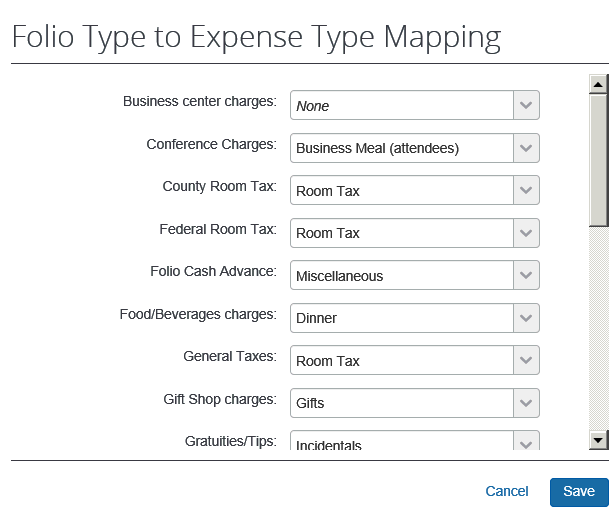 Folio Type to Expense Type Mapping
Business center charges: None
Conference Charges: Business Meal (attendees)
County Room Tax: Room Tax
Federal Room Tax: Room Tax
Folio Cash Advance: Miscellaneous
Food/Beverages charges: Dinner
General Taxes: Room Tax
Gift Shop charges: Gifts
Gratuities/Tips: Incidentals
Cancel Save